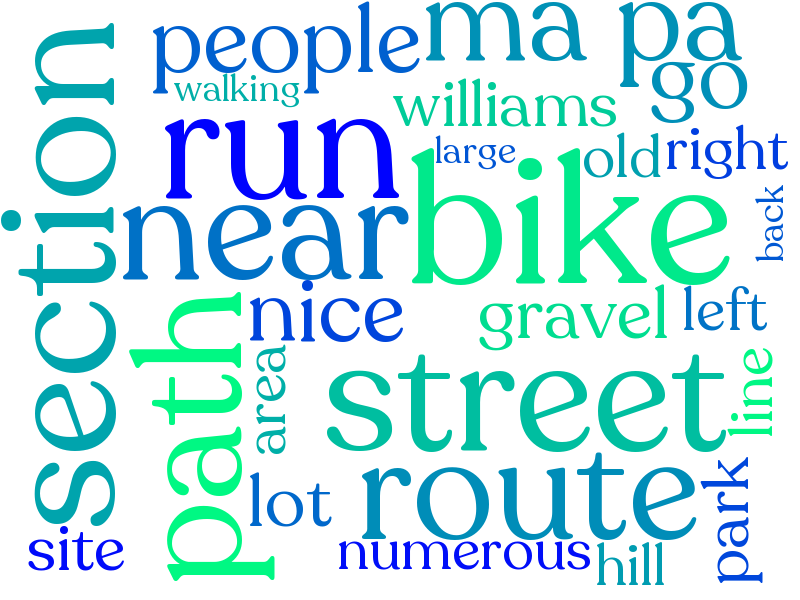 people
ma pa
go
walking
williams
section
run
large
old
right
bike
near
back
nice
gravel
left
path
area
street
line
route
lot
park
site
numerous
hill